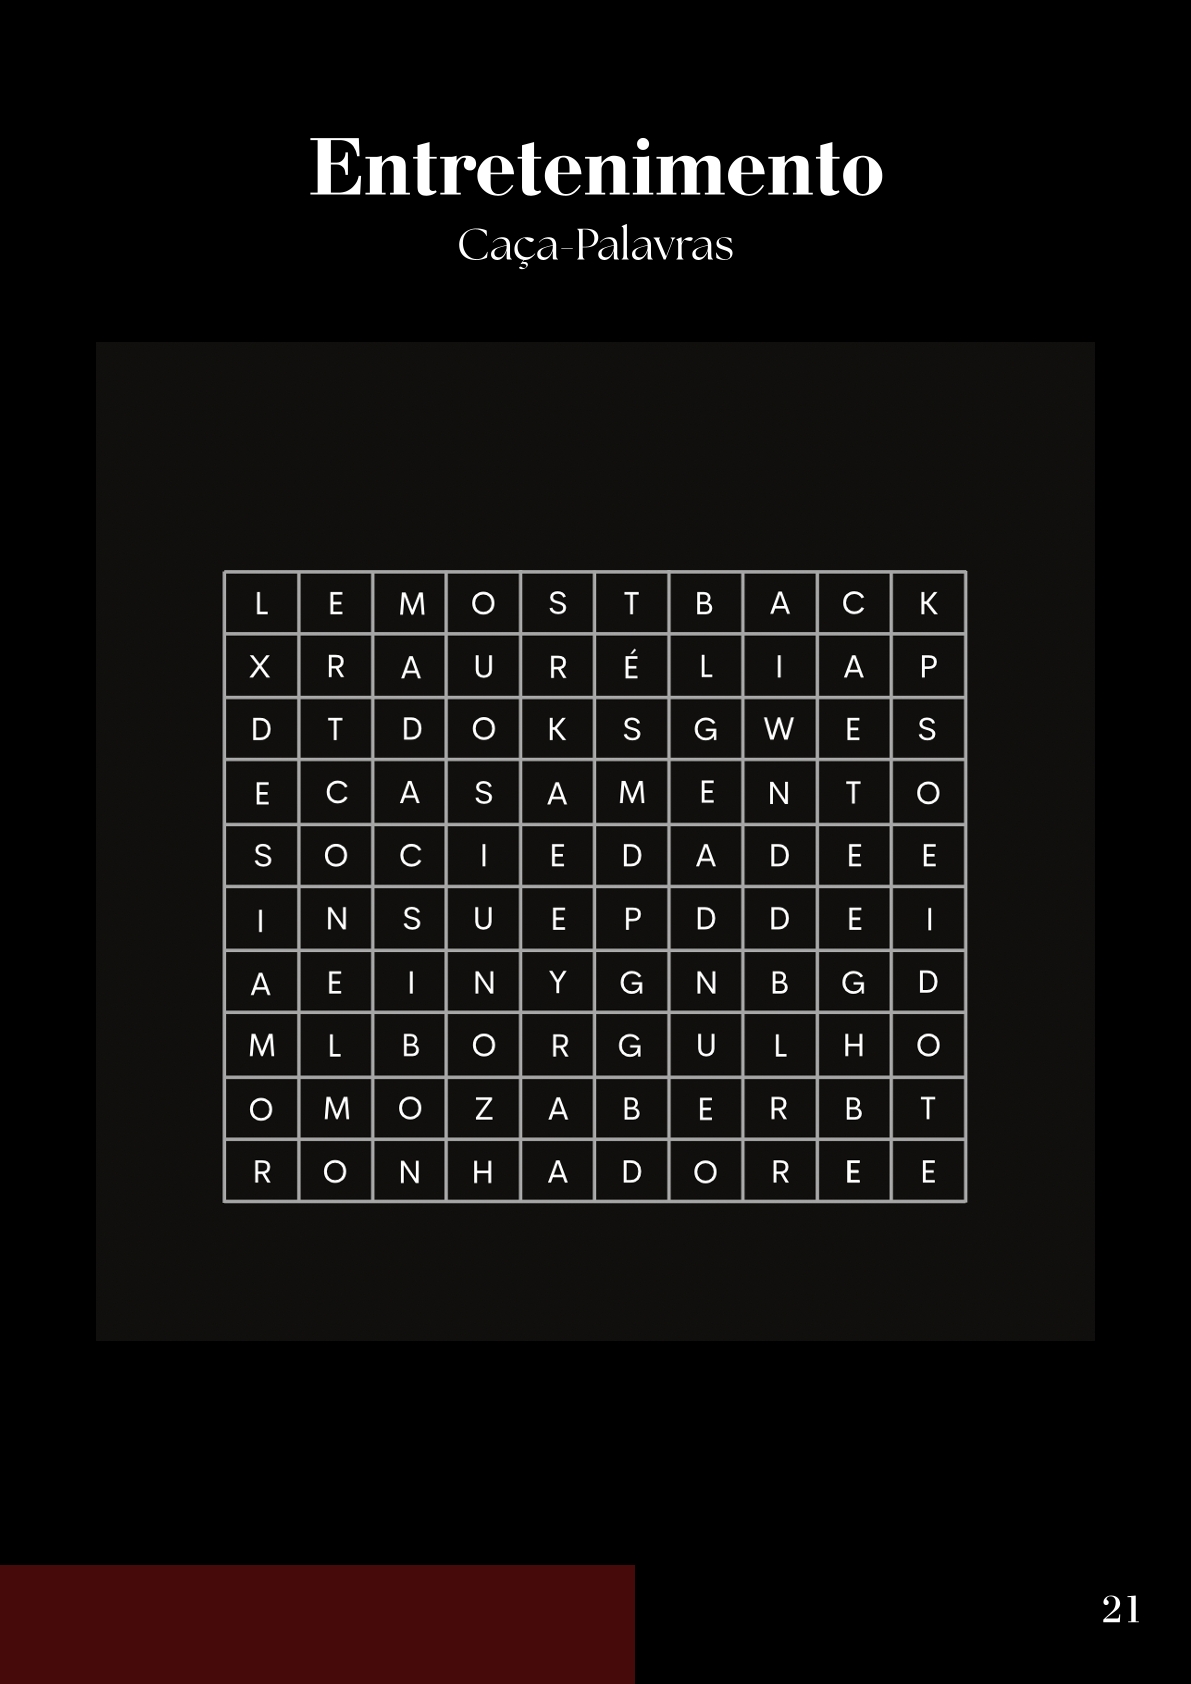 Entretenimento
Caça-Palavras
L E M O S T B A C K
X R A U R É L I A P
D T D O K S G W E S
E C A S A M E N T O
S O C I E D A D E E
I N S U E P D D E I
A E I N Y G N B G D
M L B O R G U L H O
O M O Z A B E R B T
R O N H A D O R E E
21